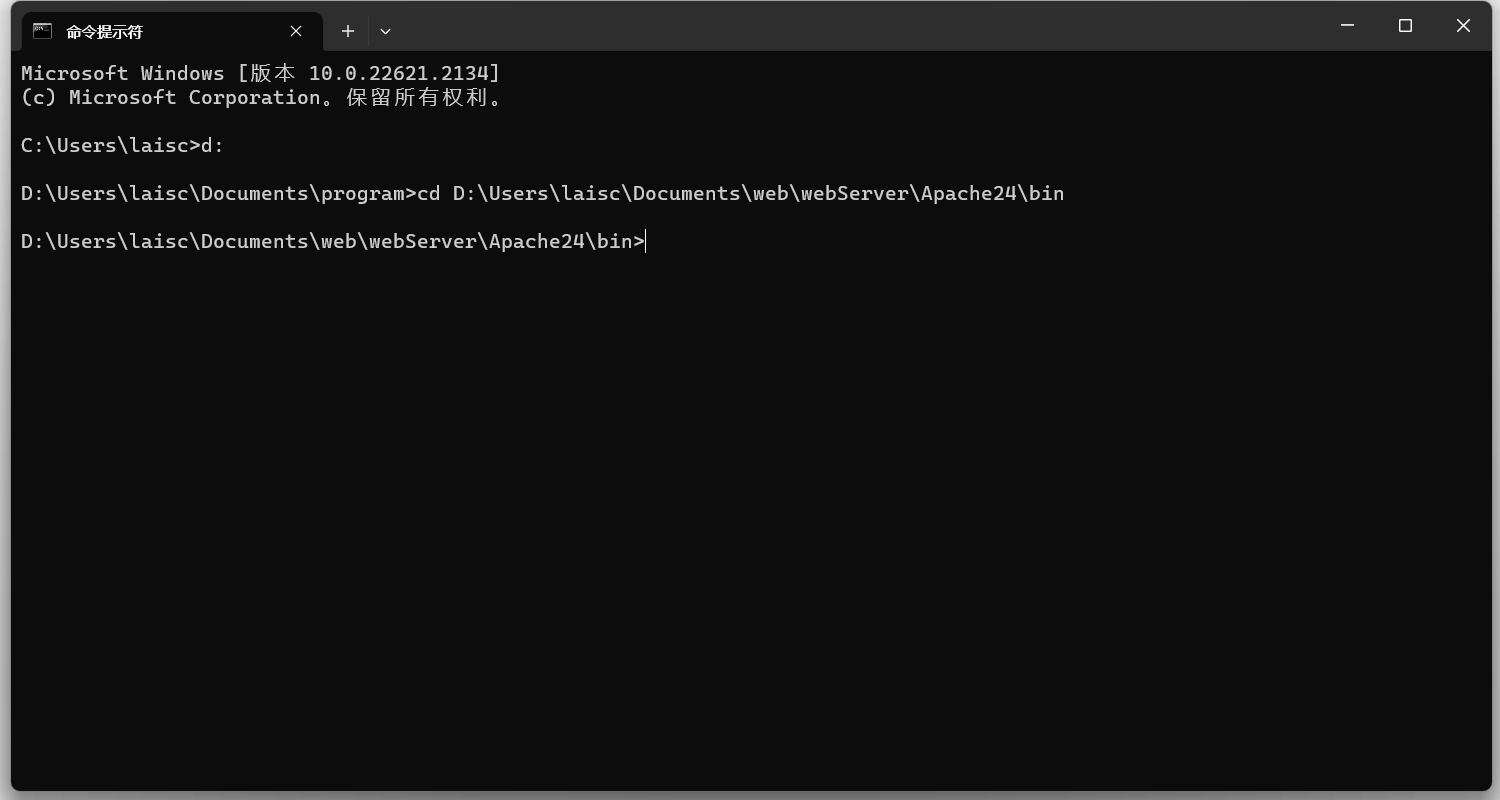 命令提示符
Microsoft Windows [版本 10.0.22621.2134]
(c) Microsoft Corporation。保留所有权利。
C:\Users\laisc>d:
D:\Users\laisc\Documents\program>cd D:\Users\laisc\Documents\web\webServer\Apache24\bin
D:\Users\laisc\Documents\web\webServer\Apache24\bin>